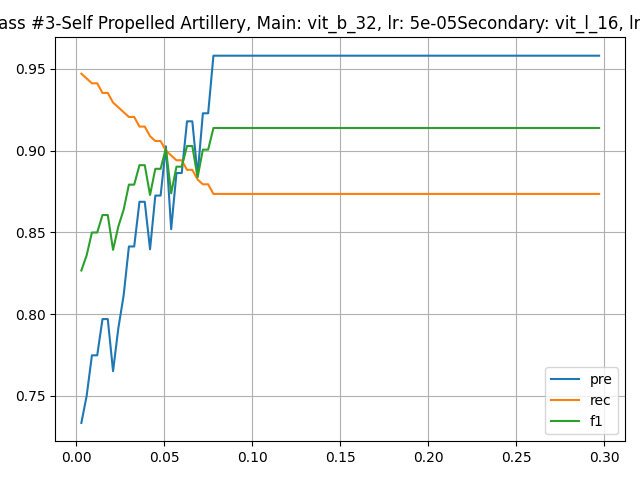 ass #3-Self Propelled Artillery, Main: vit_b_32, lr: 5e-05Secondary: vit_l_16, lr
0.95
0.90
0.85
0.80
0.75
0.00 0.05 0.10 0.15 0.20 0.25 0.30
pre
rec
f1